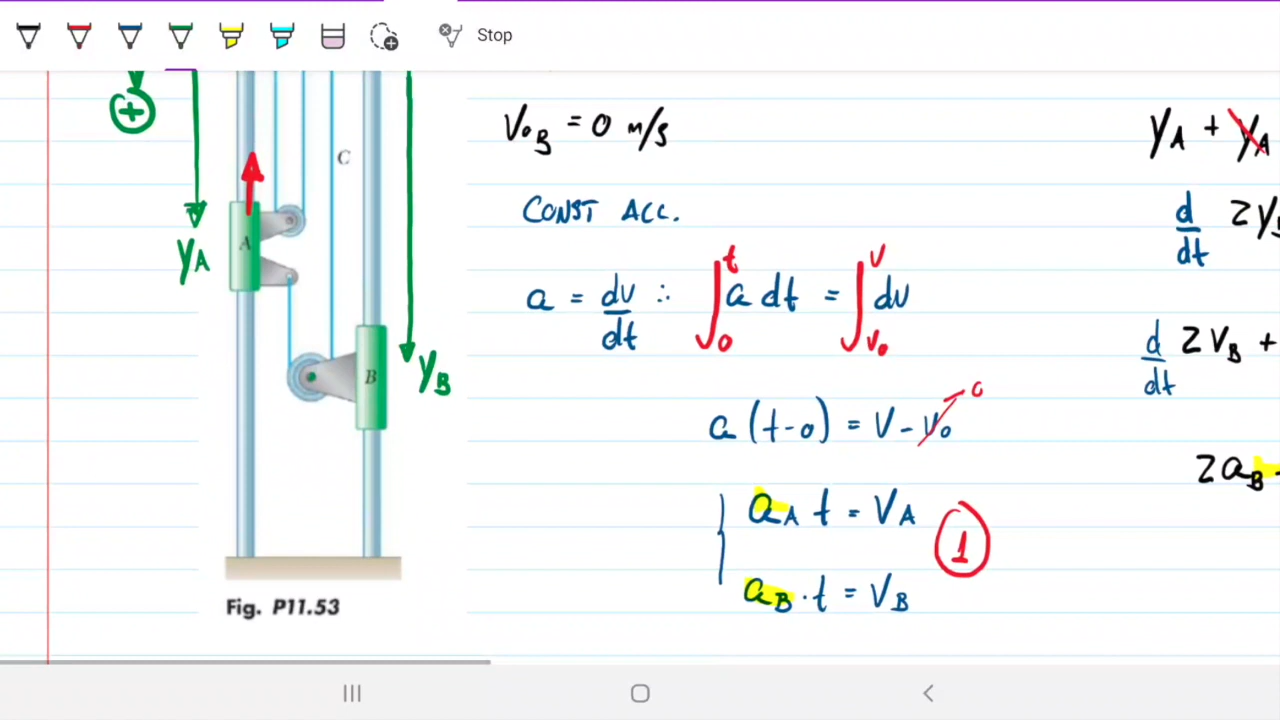 Stop
+
V₀B = 0 m/s
C
CONST ACC.
A
yA
a = dv/dt ∴ ∫₀ᵗ a dt = ∫ᵥ₀ᵛ dv
B
yB
a (t-0) = V - V₀ 0
aA t = VA
1
aB · t = VB
Fig. P11.53
yA + yA
d/dt 2yB
d/dt 2VB +
2aB